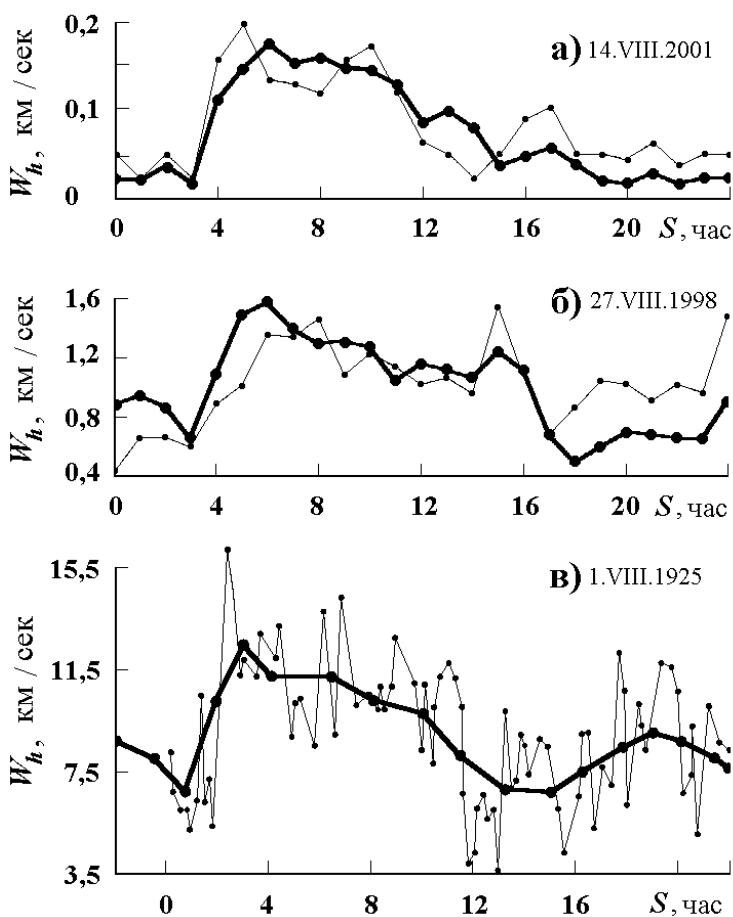 0,2
а) 14.VIII.2001
0,1
0
W_h, км / сек
0 4 8 12 16 20 S, час
1,6
б) 27.VIII.1998
1,2
0,8
0,4
W_h, км / сек
0 4 8 12 16 20 S, час
15,5
в) 1.VIII.1925
11,5
7,5
3,5
W_h, км / сек
0 4 8 12 16 S, час